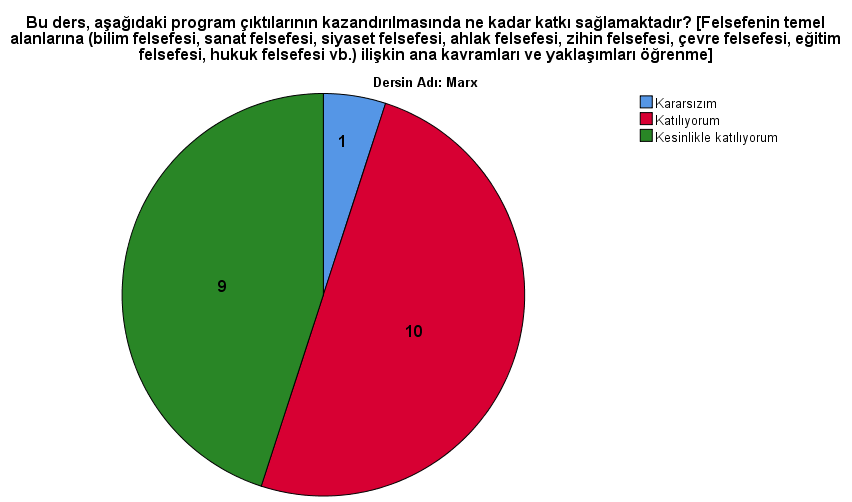 Bu ders, aşağıdaki program çıktılarının kazandırılmasında ne kadar katkı sağlamaktadır? [Felsefenin temel
alanlarına (bilim felsefesi, sanat felsefesi, siyaset felsefesi, ahlak felsefesi, zihin felsefesi, çevre felsefesi, eğitim
felsefesi, hukuk felsefesi vb.) ilişkin ana kavramları ve yaklaşımları öğrenme]
Dersin Adı: Marx
Kararsızım
Katılıyorum
Kesinlikle katılıyorum
1
9
10